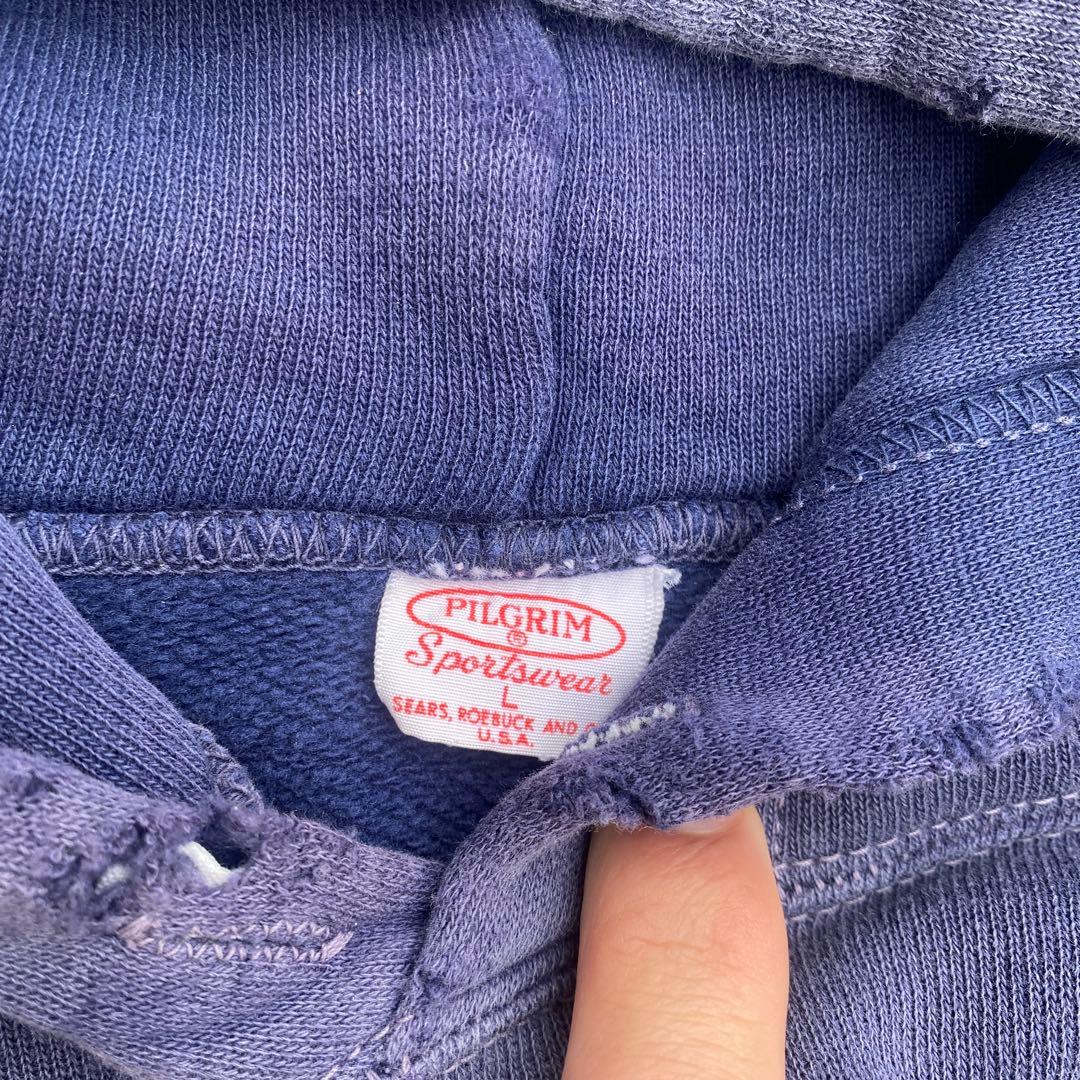 PILGRIM
®
Sportswear
L
SEARS, ROEBUCK AND
U.S.A.